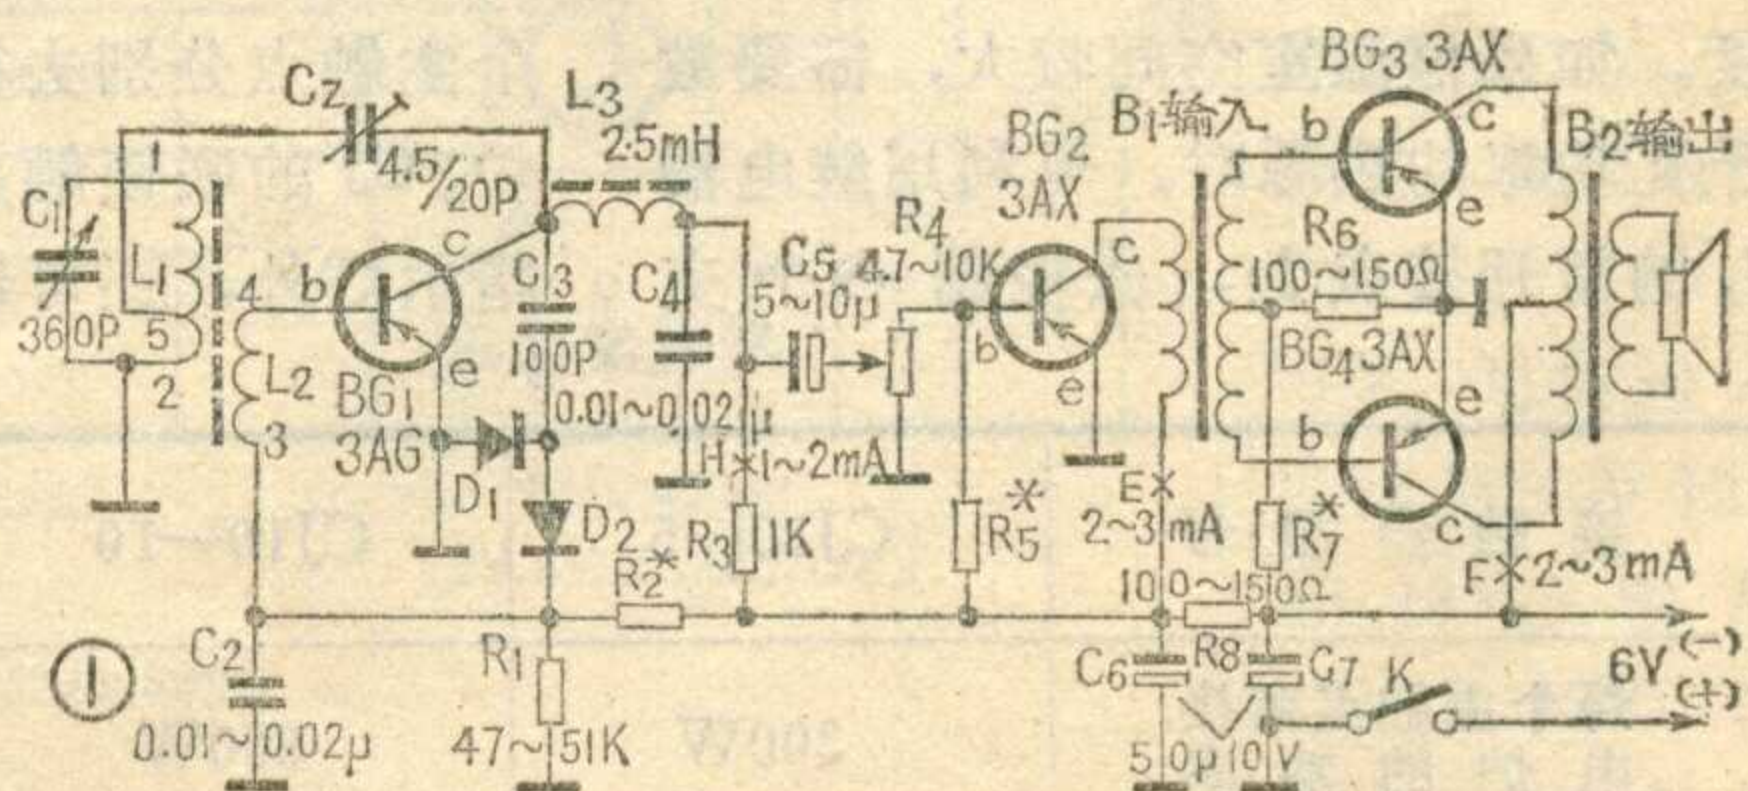 BG3 3AX
Cz
4.5/20P
L3
2.5mH
BG2
3AX
B1输入
B2输出
b
c
e
C1
360P
1
L1
5
2
4
L2
3
b
c
e
BG1
3AG
C3
100P
C4
0.01~0.02μ
C5
5~10μ
R4
4.7~10K
b
c
e
R6
100~150Ω
BG4 3AX
b
e
c
D1
D2
H×1~2mA
R3
1K
R2*
R5*
E×
2~3mA
R7*
F×2~3mA
100~150Ω
R8
①
C2
0.01~0.02μ
R1
47~51K
C6
C7
50μ10V
K
6V
(-)
(+)